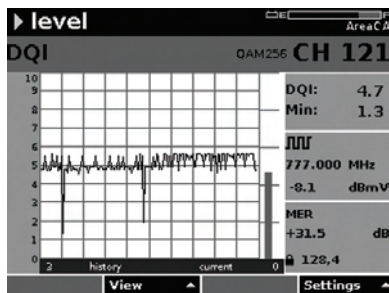 level
E F
AreaCA
DQI QAM256 CH 121
10
9
8
7
6
5
4
3
2
1
0
3 history current 0
DQI: 4.7
Min: 1.3
777.000 MHz
-8.1 dBmV
MER
+31.5 dB
128,4
View Settings